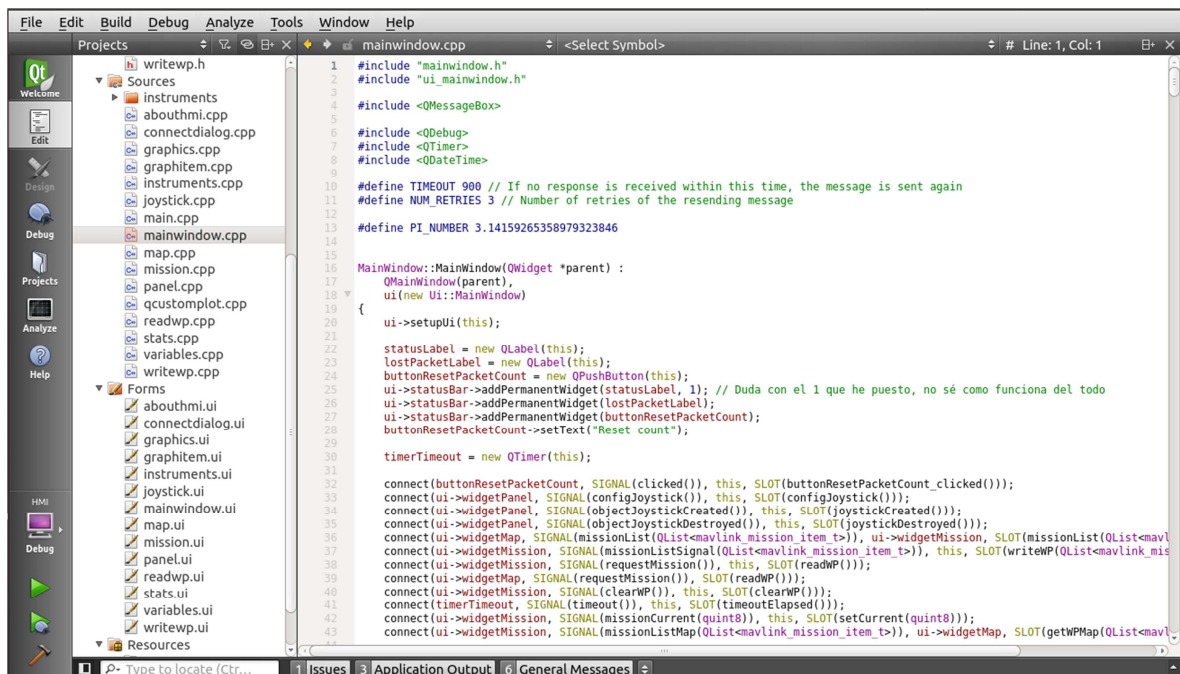 File Edit Build Debug Analyze Tools Window Help
Projects mainwindow.cpp <Select Symbol> # Line: 1, Col: 1
Qt
Welcome
Edit
Design
Debug
Projects
Analyze
Help
HMI
Debug
writewp.h
Sources
instruments
abouthmi.cpp
connectdialog.cpp
graphics.cpp
graphitem.cpp
instruments.cpp
joystick.cpp
main.cpp
mainwindow.cpp
map.cpp
mission.cpp
panel.cpp
qcustomplot.cpp
readwp.cpp
stats.cpp
variables.cpp
writewp.cpp
Forms
abouthmi.ui
connectdialog.ui
graphics.ui
graphitem.ui
instruments.ui
joystick.ui
mainwindow.ui
map.ui
mission.ui
panel.ui
readwp.ui
stats.ui
variables.ui
writewp.ui
Resources
1 #include "mainwindow.h"
2 #include "ui_mainwindow.h"
3
4 #include <QMessageBox>
5
6 #include <QDebug>
7 #include <QTimer>
8 #include <QDateTime>
9
10 #define TIMEOUT 900 // If no response is received within this time, the message is sent again
11 #define NUM_RETRIES 3 // Number of retries of the resending message
12
13 #define PI_NUMBER 3.14159265358979323846
14
15
16 MainWindow::MainWindow(QWidget *parent) :
17 QMainWindow(parent),
18 ui(new Ui::MainWindow)
19 {
20 ui->setupUi(this);
21
22 statusLabel = new QLabel(this);
23 lostPacketLabel = new QLabel(this);
24 buttonResetPacketCount = new QPushButton(this);
25 ui->statusBar->addPermanentWidget(statusLabel, 1); // Duda con el 1 que he puesto, no sé como funciona del todo
26 ui->statusBar->addPermanentWidget(lostPacketLabel);
27 ui->statusBar->addPermanentWidget(buttonResetPacketCount);
28 buttonResetPacketCount->setText("Reset count");
29
30 timerTimeout = new QTimer(this);
31
32 connect(buttonResetPacketCount, SIGNAL(clicked()), this, SLOT(buttonResetPacketCount_clicked()));
33 connect(ui->widgetPanel, SIGNAL(configJoystick()), this, SLOT(configJoystick()));
34 connect(ui->widgetPanel, SIGNAL(objectJoystickCreated()), this, SLOT(joystickCreated()));
35 connect(ui->widgetPanel, SIGNAL(objectJoystickDestroyed()), this, SLOT(joystickDestroyed()));
36 connect(ui->widgetMap, SIGNAL(missionList(QList<mavlink_mission_item_t>)), ui->widgetMission, SLOT(missionList(QList<mavl
37 connect(ui->widgetMission, SIGNAL(missionListSignal(QList<mavlink_mission_item_t>)), this, SLOT(writeWP(QList<mavlink_mis
38 connect(ui->widgetMission, SIGNAL(requestMission()), this, SLOT(readWP()));
39 connect(ui->widgetMap, SIGNAL(requestMission()), SLOT(readWP()));
40 connect(ui->widgetMission, SIGNAL(clearWP()), this, SLOT(clearWP()));
41 connect(timerTimeout, SIGNAL(timeout()), this, SLOT(timeoutElapsed()));
42 connect(ui->widgetMission, SIGNAL(missionCurrent(quint8)), this, SLOT(setCurrent(quint8)));
43 connect(ui->widgetMission, SIGNAL(missionListMap(QList<mavlink_mission_item_t>)), ui->widgetMap, SLOT(getWPMap(QList<mavl
Type to locate (Ctr... 1 Issues 3 Application Output 6 General Messages